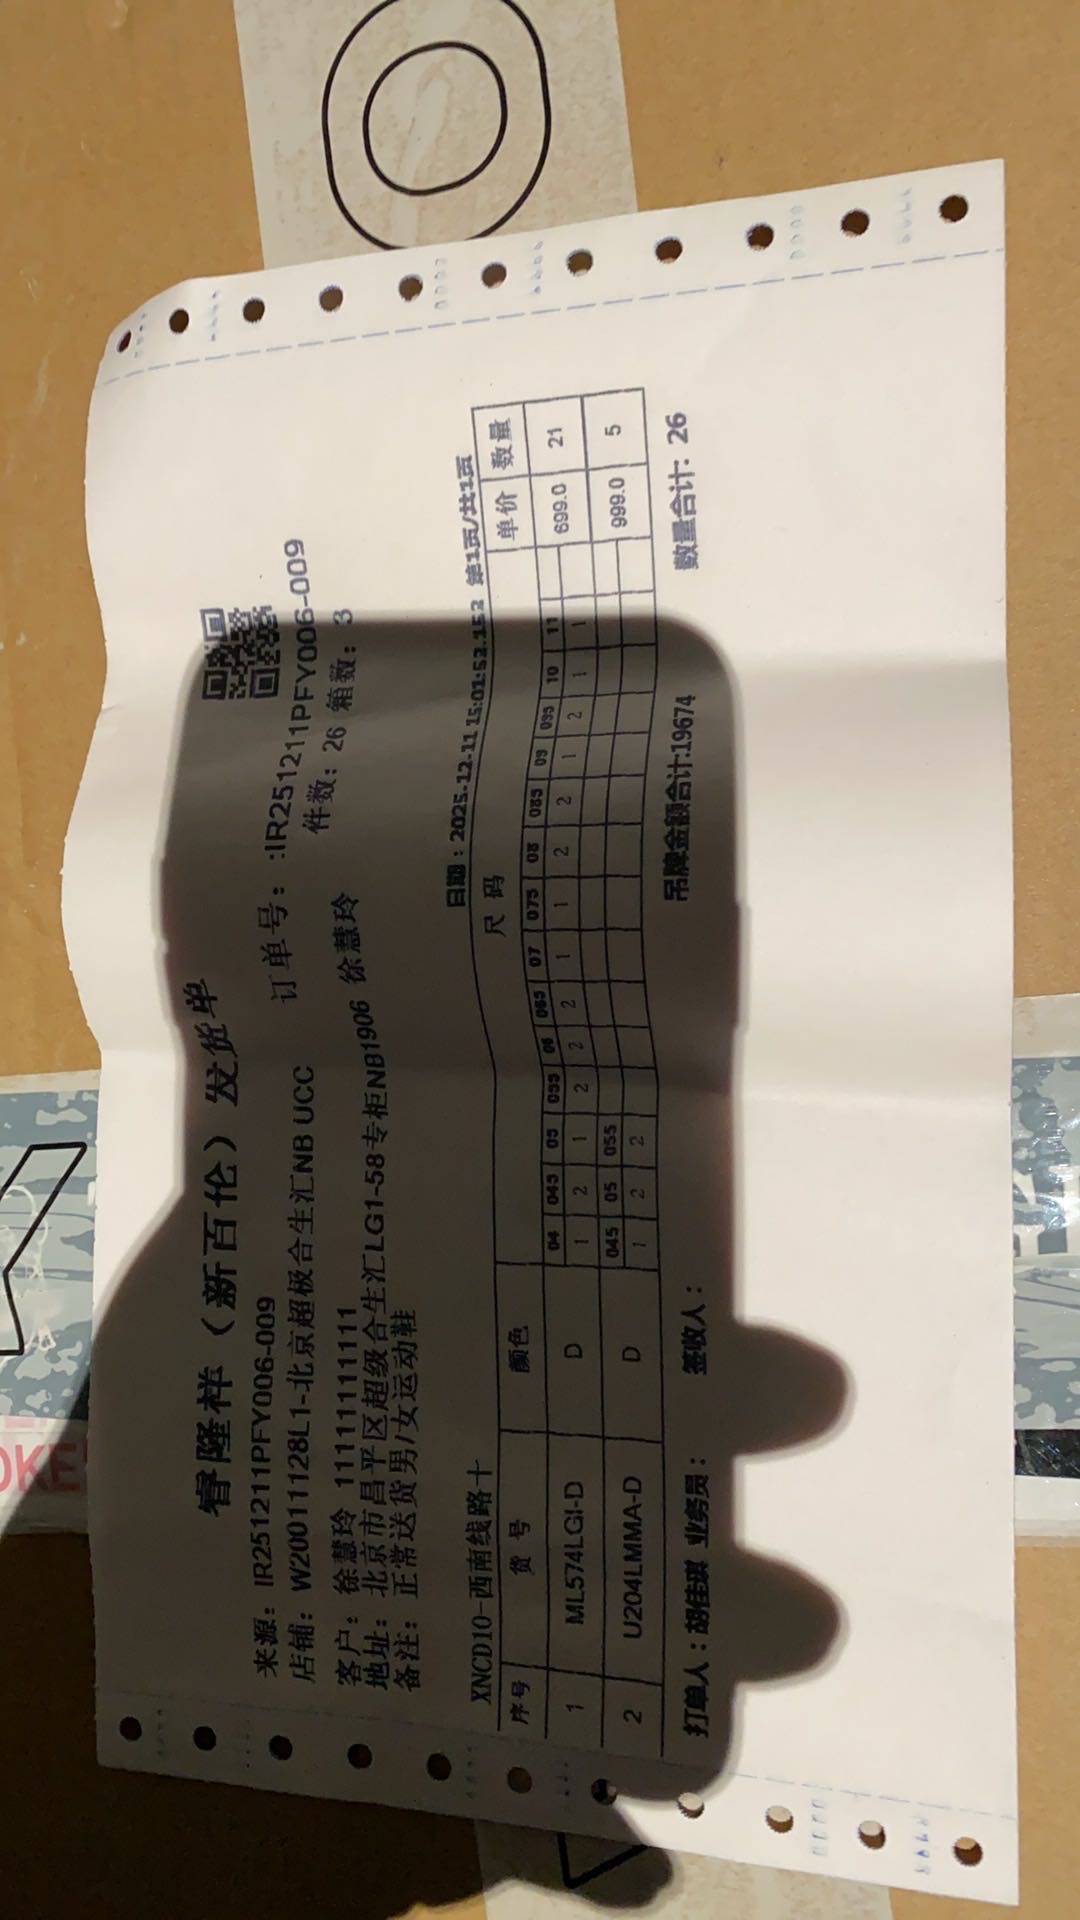 睿隆祥（新百伦）发货单
来源：IR251211PFY006-009 订单号：:IR251211PFY006-009
店铺：W20011128L1-北京超极合生汇NB UCC 件数：26 箱数：3
客户：徐慧玲 11111111111
地址：北京市昌平区超级合生汇LG1-58专柜NB1906 徐慧玲
备注：正常送货男/女运动鞋
XNCD10-西南线路十 日期：2025-12-11 15:01:52.152 第1页/共1页
序号 货号 颜色 尺码 单价 数量
04 045 05 055 06 065 07 075 08 085 09 095 10 11
1 ML574LGI-D D 1 2 1 2 2 2 1 1 2 2 1 2 1 1 699.0 21
045 05 055
2 U204LMMA-D D 1 2 2 999.0 5
打单人：胡佳琪 业务员： 签收人： 吊牌金额合计:19674 数量合计：26